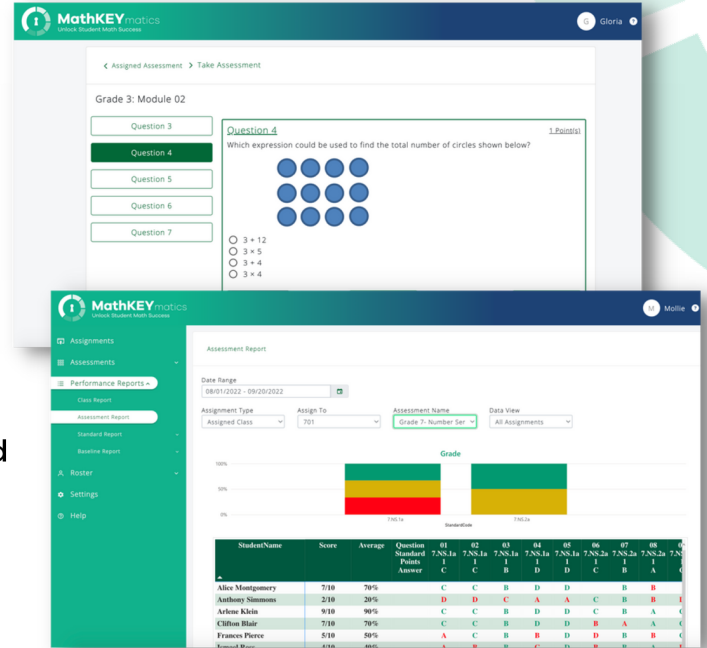 MathKEYmatics
Unlock Student Math Success
G Gloria ?
Assigned Assessment > Take Assessment
Grade 3: Module 02
Question 3
Question 4
Question 5
Question 6
Question 7
Question 4 1 Point(s)
Which expression could be used to find the total number of circles shown below?
3 + 12
3 × 5
3 + 4
3 × 4
d
MathKEYmatics
Unlock Student Math Success
M Mollie ?
Assignments
Assessments
Performance Reports
Class Report
Assessment Report
Standard Report
Baseline Report
Roster
Settings
Help
Assessment Report
Date Range
08/01/2022 - 09/20/2022
Assignment Type Assign To Assessment Name Data View
Assigned Class 701 Grade 7- Number Ser All Assignments
Grade
100%
50%
0%
7.NS.1a 7.NS.2a
StandardCode
StudentName Score Average Question 01 02 03 04 05 06 07 08
Standard 7.NS.1a 7.NS.1a 7.NS.1a 7.NS.1a 7.NS.1a 7.NS.2a 7.NS.2a 7.NS.2a
Points 1 1 1 1 1 1 1 1
Answer C C B D D C B A
Alice Montgomery 7/10 70% C C B D D B B
Anthony Simmons 2/10 20% D D C A A C B B
Arlene Klein 9/10 90% C C B D D C B A
Clifton Blair 7/10 70% C C B D D B A A
Frances Pierce 5/10 50% A C B B D D B B